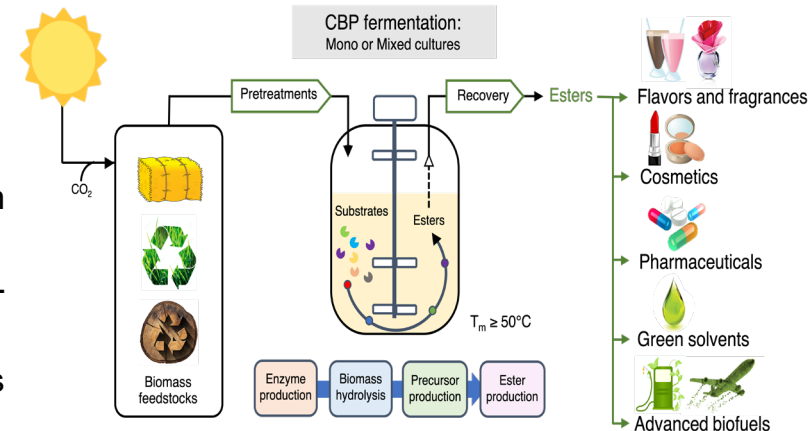 CBP fermentation:
Mono or Mixed cultures
Pretreatments
Recovery
Esters
Flavors and fragrances
CO2
Substrates
Esters
Cosmetics
Pharmaceuticals
Tm ≥ 50°C
Green solvents
Biomass
feedstocks
Enzyme
production
Biomass
hydrolysis
Precursor
production
Ester
production
Advanced biofuels